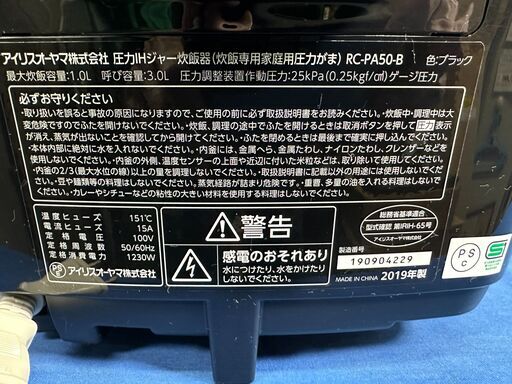 アイリスオーヤマ株式会社 圧力IHジャー炊飯器(炊飯専用家庭用圧力がま) RC-PA50-B 色:ブラック
最大炊飯容量:1.0L 呼び容量:3.0L 圧力調整装置作動圧力:25kPa(0.25kgf/㎠)ゲージ圧力
必ずお守りください
・取り扱いを誤ると事故の原因になりますので、ご使用の前に必ず取扱説明書をお読みください。・炊飯中・調理中は大
変危険ですのでふたを開けないでください。・炊飯、調理の途中でふたを開けるときは取消ボタンを押して圧力表示
が消え、蒸気が出ないことを確認してから開けてください。・ふたを閉めるときは最後まで確実に押し込んでください。
・本体内部に絶対に水を入れないでください。・内釜には、金属へら、金属たわし、ナイロンたわし、クレンザーなどを
使用しないでください。・内釜の外側、温度センサーの上面や近辺に付いた米粒などは、取り除いて使用してください。
・内釜の2/3(最大水位の線)以上の量を調理しないでください。・取扱説明書に記載以外の用途には使用しないでくだ
さい。・豆や麺類等の料理はしないでください。蒸気経路が詰まり危険です。・重曹、多量の油を入れる料理はしないで
ください。・カレーやシチューなどの粘性の大きい材料を使用する料理はしないでください。
温度ヒューズ 151℃
電流ヒューズ 15A
定格電圧 100V
定格周波数 50/60Hz
定格消費電力 1230W
PSE アイリスオーヤマ株式会社
警告
感電のおそれあり
水につけたり、水をかけたり
しないでください
総務省基準適合
型式確認 第IRIH-65号
アイリスオーヤマ(株)
製造番号
190904229
MADE IN CHINA 2019年製
PS
C
S